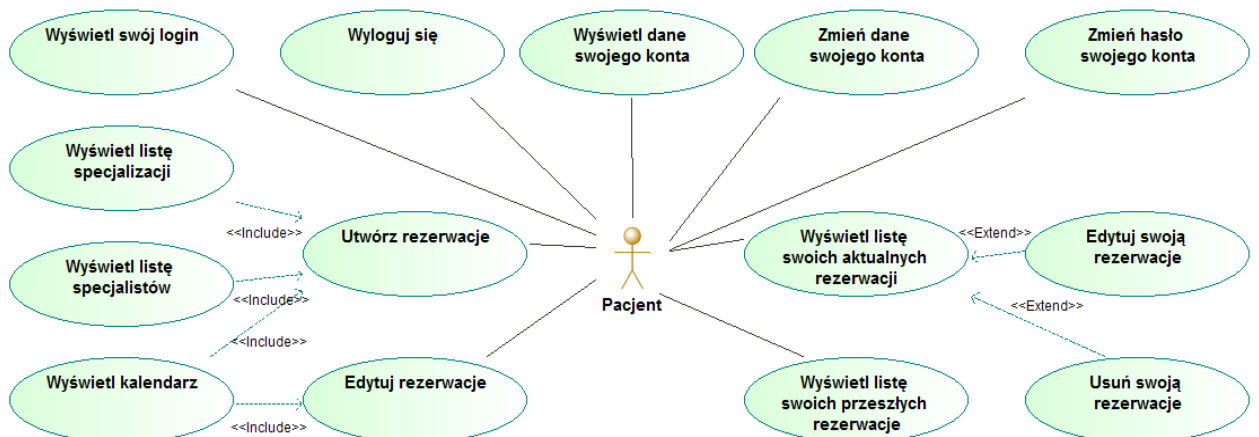 Wyświetl swój login
Wyloguj się
Wyświetl dane
swojego konta
Zmień dane
swojego konta
Zmień hasło
swojego konta
Wyświetl listę
specjalizacji
<<Include>>
Utwórz rezerwacje
Wyświetl listę
specjalistów
<<Include>>
<<Include>>
Pacjent
Wyświetl listę
swoich aktualnych
rezerwacji
<<Extend>>
Edytuj swoją
rezerwacje
<<Extend>>
Wyświetl kalendarz
<<Include>>
Edytuj rezerwacje
Wyświetl listę
swoich przeszłych
rezerwacje
Usuń swoją
rezerwacje